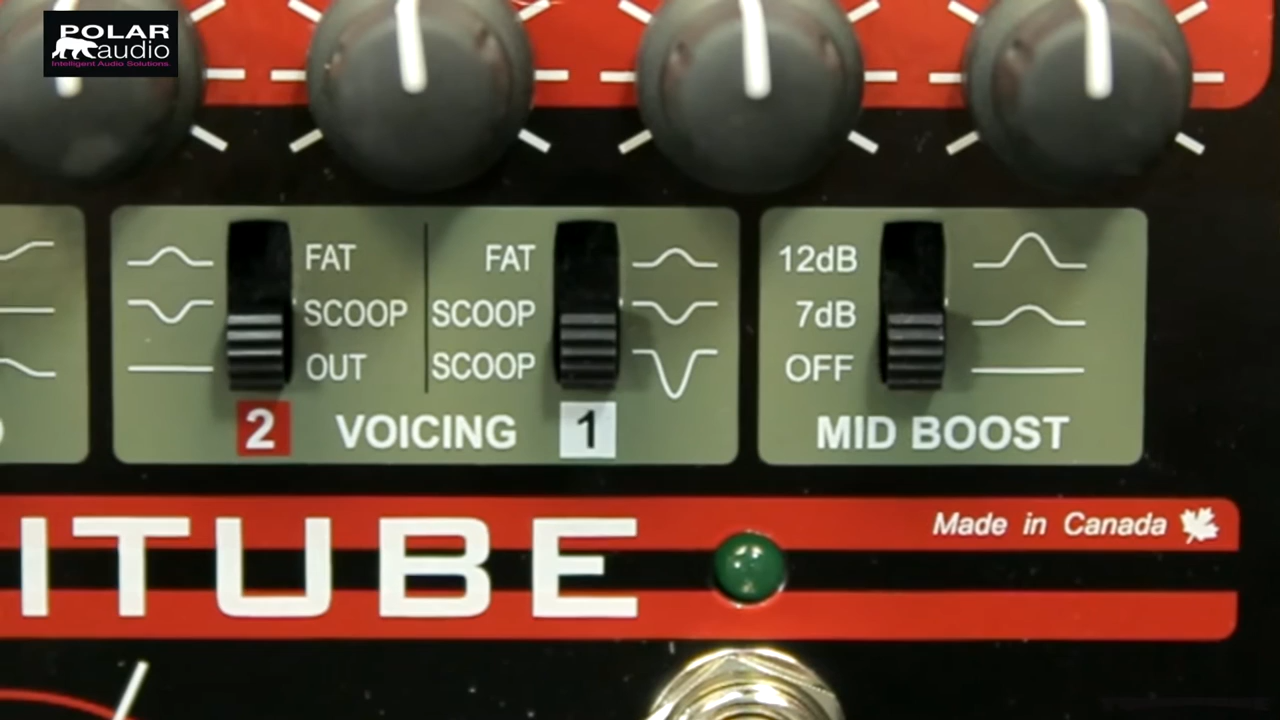 POLAR
audio
Intelligent Audio Solutions.
FAT FAT 12dB
SCOOP SCOOP 7dB
OUT SCOOP OFF
2 VOICING 1 MID BOOST
Made in Canada
ITUBE